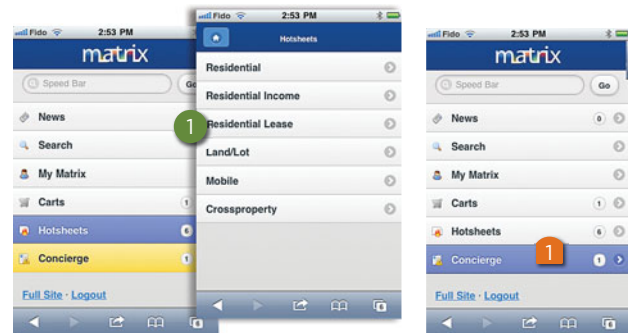 Fido 2:53 PM
matrix
Speed Bar Go
News
Search
My Matrix
Carts 1
Hotsheets 6
Concierge 1
Full Site · Logout
6
Fido 2:53 PM
Hotsheets
Residential
Residential Income
1 Residential Lease
Land/Lot
Mobile
Crossproperty
6
Fido 2:53 PM
matrix
Speed Bar Go
News 0
Search
My Matrix
Carts 1
Hotsheets 6
Concierge 1 1
Full Site · Logout
6